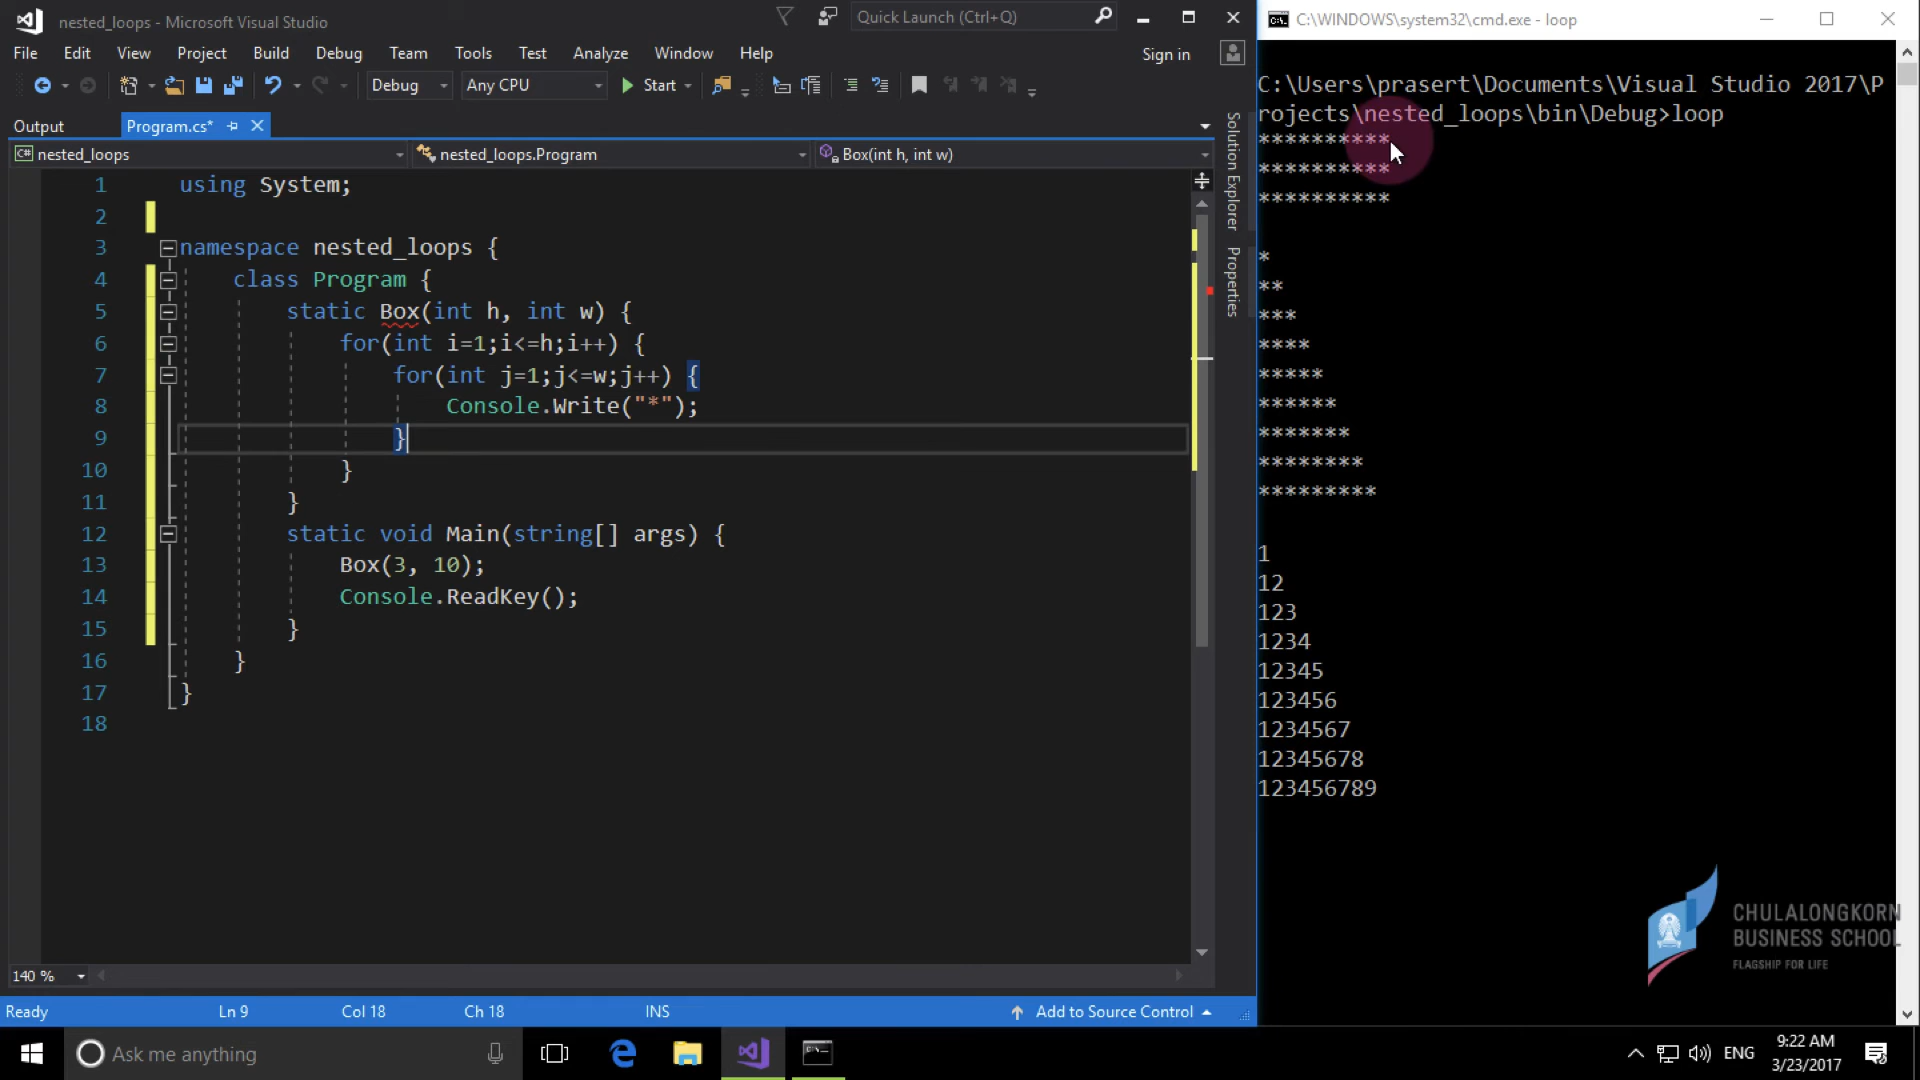 nested_loops - Microsoft Visual Studio
Quick Launch (Ctrl+Q)
File Edit View Project Build Debug Team Tools Test Analyze Window Help
Sign in
Debug Any CPU Start
Output Program.cs*
nested_loops nested_loops.Program Box(int h, int w)
1 using System;
2
3 namespace nested_loops {
4 class Program {
5 static Box(int h, int w) {
6 for(int i=1;i<=h;i++) {
7 for(int j=1;j<=w;j++) {
8 Console.Write("*");
9 }
10 }
11 }
12 static void Main(string[] args) {
13 Box(3, 10);
14 Console.ReadKey();
15 }
16 }
17 }
18
Solution Explorer
Properties
140 %
Ready Ln 9 Col 18 Ch 18 INS Add to Source Control
C:\WINDOWS\system32\cmd.exe - loop
C:\Users\prasert\Documents\Visual Studio 2017\P
rojects\nested_loops\bin\Debug>loop
**********
**********
**********
*
**
***
****
*****
******
*******
********
*********
1
12
123
1234
12345
123456
1234567
12345678
123456789
CHULALONGKORN
BUSINESS SCHOOL
FLAGSHIP FOR LIFE
Ask me anything
ENG
9:22 AM
3/23/2017